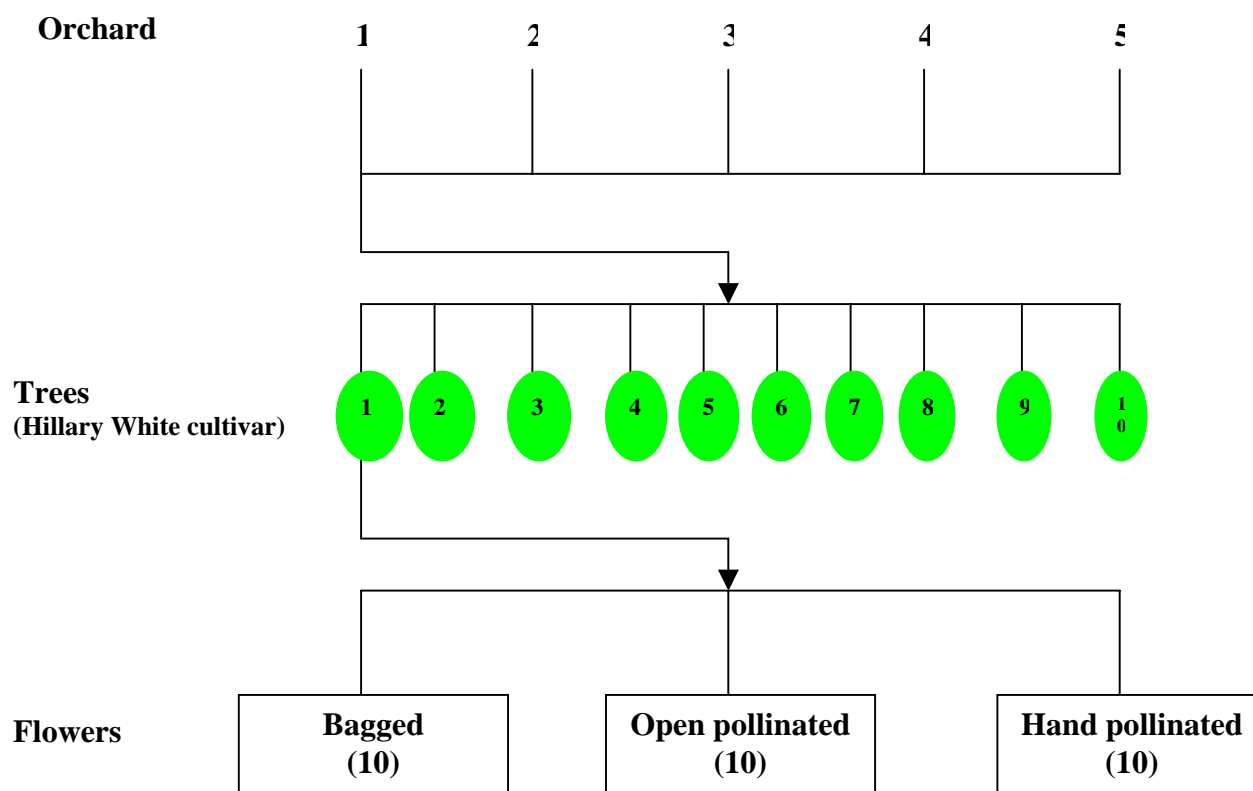 Orchard 1 2 3 4 5
Trees
(Hillary White cultivar)
1 2 3 4 5 6 7 8 9 10
Flowers
Bagged
(10)
Open pollinated
(10)
Hand pollinated
(10)